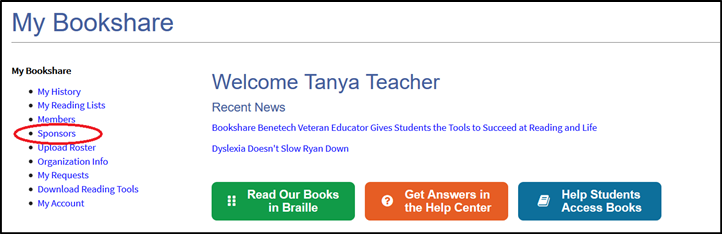 My Bookshare
My Bookshare
My History
My Reading Lists
Members
Sponsors
Upload Roster
Organization Info
My Requests
Download Reading Tools
My Account
Welcome Tanya Teacher
Recent News
Bookshare Benetech Veteran Educator Gives Students the Tools to Succeed at Reading and Life
Dyslexia Doesn't Slow Ryan Down
Read Our Books
in Braille
Get Answers in
the Help Center
Help Students
Access Books